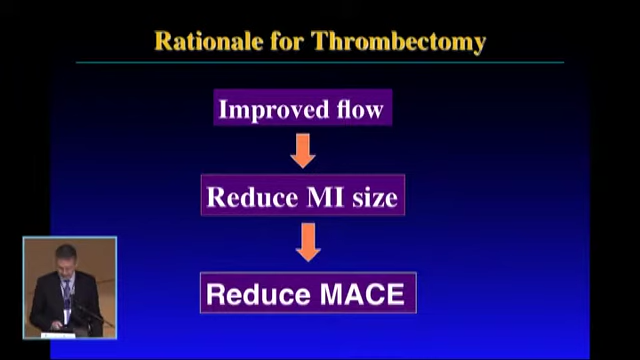 Rationale for Thrombectomy
Improved flow
Reduce MI size
Reduce MACE